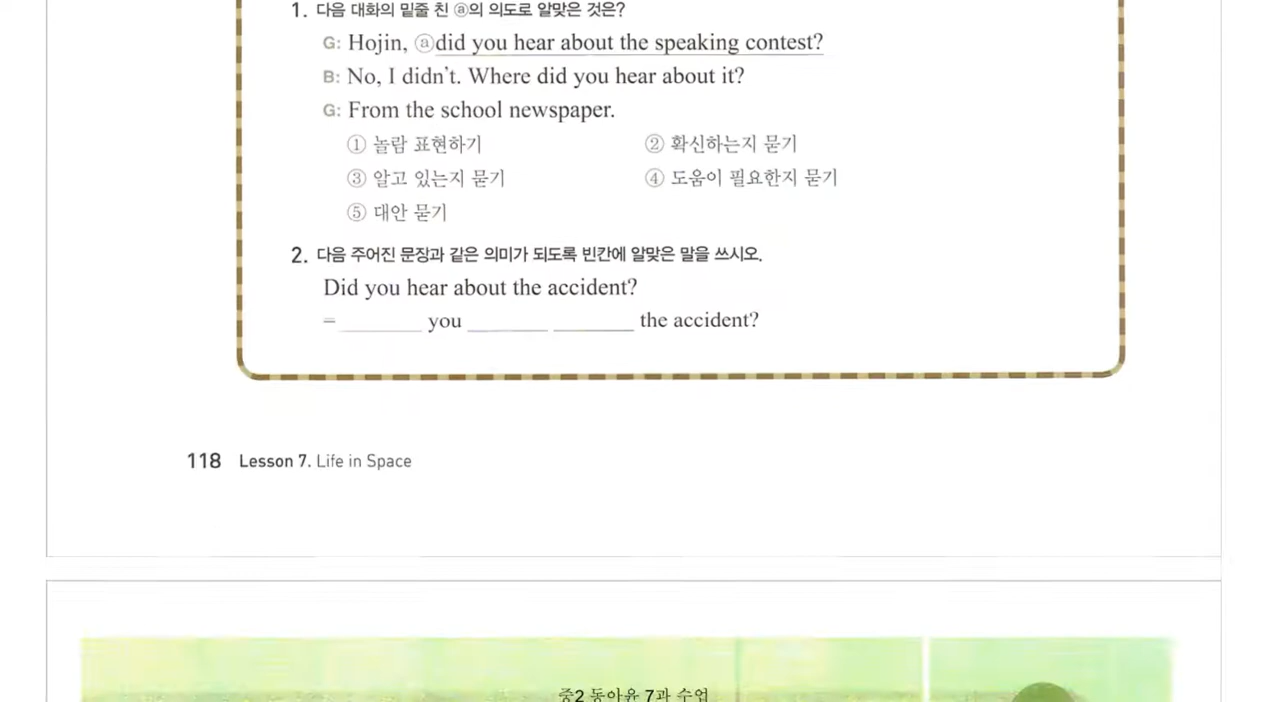 1. 다음 대화의 밑줄 친 ⓐ의 의도로 알맞은 것은?
G: Hojin, ⓐdid you hear about the speaking contest?
B: No, I didn't. Where did you hear about it?
G: From the school newspaper.
① 놀람 표현하기 ② 확신하는지 묻기
③ 알고 있는지 묻기 ④ 도움이 필요한지 묻기
⑤ 대안 묻기
2. 다음 주어진 문장과 같은 의미가 되도록 빈칸에 알맞은 말을 쓰시오.
Did you hear about the accident?
= ________ you ________ ________ the accident?
118 Lesson 7. Life in Space
중2 동아윤 7과 수업